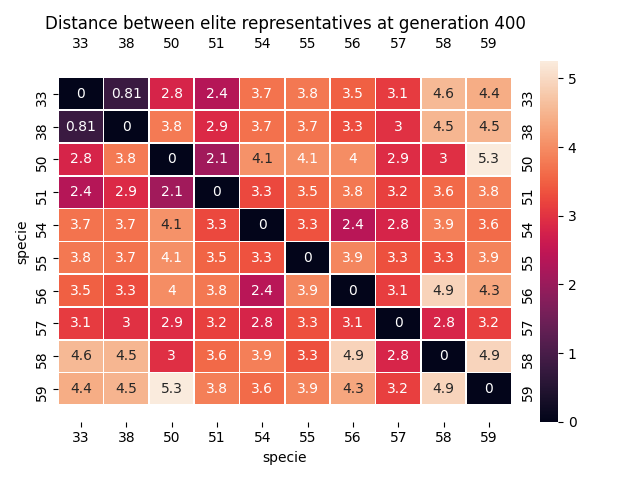 Distance between elite representatives at generation 400
33 38 50 51 54 55 56 57 58 59
33 0 0.81 2.8 2.4 3.7 3.8 3.5 3.1 4.6 4.4 33
38 0.81 0 3.8 2.9 3.7 3.7 3.3 3 4.5 4.5 38
50 2.8 3.8 0 2.1 4.1 4.1 4 2.9 3 5.3 50
51 2.4 2.9 2.1 0 3.3 3.5 3.8 3.2 3.6 3.8 51
54 3.7 3.7 4.1 3.3 0 3.3 2.4 2.8 3.9 3.6 54
55 3.8 3.7 4.1 3.5 3.3 0 3.9 3.3 3.3 3.9 55
56 3.5 3.3 4 3.8 2.4 3.9 0 3.1 4.9 4.3 56
57 3.1 3 2.9 3.2 2.8 3.3 3.1 0 2.8 3.2 57
58 4.6 4.5 3 3.6 3.9 3.3 4.9 2.8 0 4.9 58
59 4.4 4.5 5.3 3.8 3.6 3.9 4.3 3.2 4.9 0 59
33 38 50 51 54 55 56 57 58 59
specie
specie
5
4
3
2
1
0